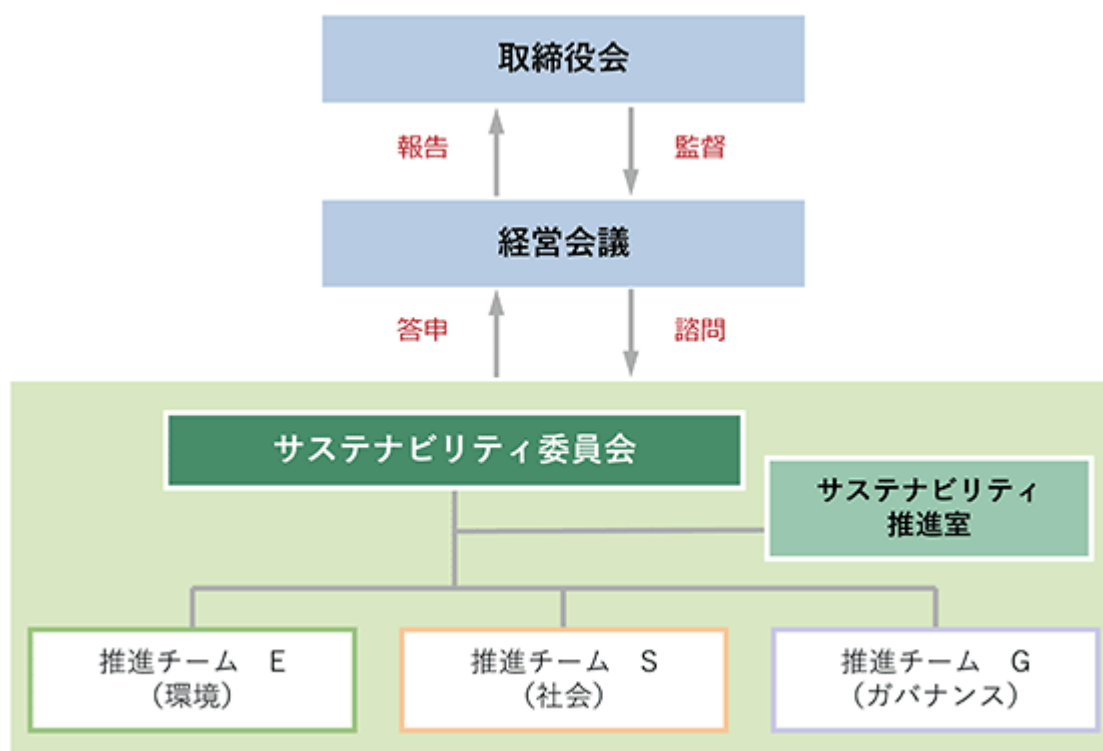 取締役会
報告
監督
経営会議
答申
諮問
サステナビリティ委員会
サステナビリティ
推進室
推進チーム　E
(環境)
推進チーム　S
(社会)
推進チーム　G
(ガバナンス)